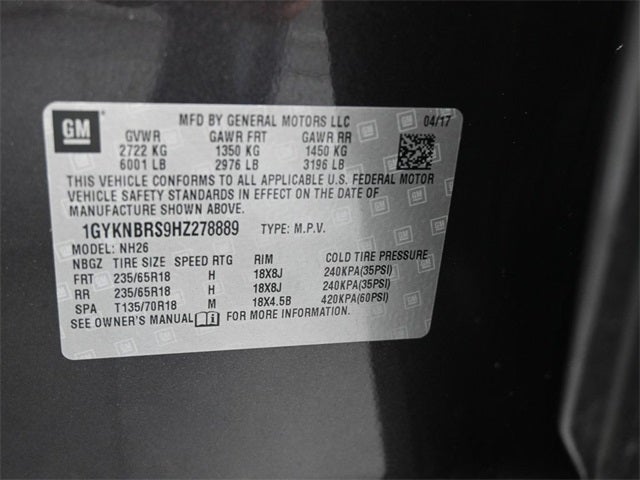 GM
MFD BY GENERAL MOTORS LLC 04/17
GVWR GAWR FRT GAWR RR
2722 KG 1350 KG 1450 KG
6001 LB 2976 LB 3196 LB
THIS VEHICLE CONFORMS TO ALL APPLICABLE U.S. FEDERAL MOTOR
VEHICLE SAFETY STANDARDS IN EFFECT ON THE DATE OF
MANUFACTURE SHOWN ABOVE.
1GYKNBRS9HZ278889 TYPE: M.P.V.
MODEL: NH26
NBGZ TIRE SIZE SPEED RTG RIM COLD TIRE PRESSURE
FRT 235/65R18 H 18X8J 240KPA(35PSI)
RR 235/65R18 H 18X8J 240KPA(35PSI)
SPA T135/70R18 M 18X4.5B 420KPA(60PSI)
SEE OWNER'S MANUAL FOR MORE INFORMATION.